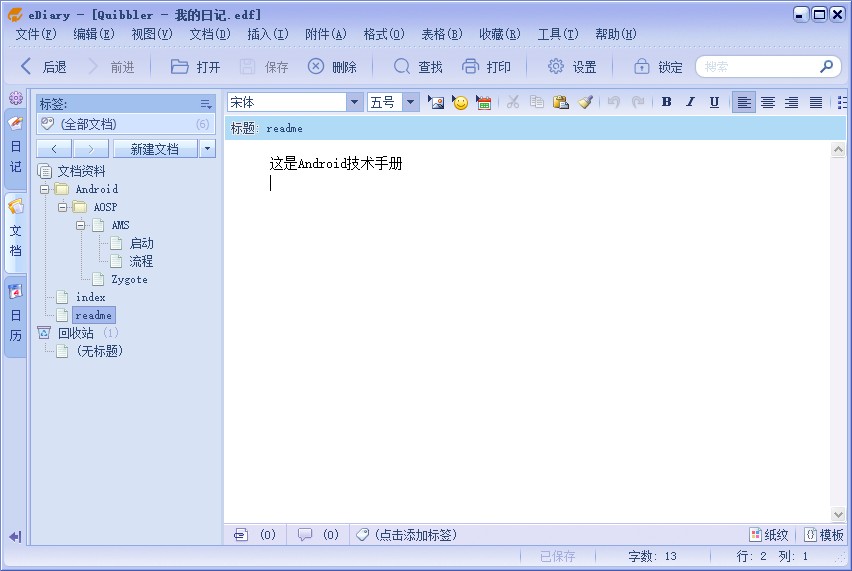 eDiary - [Quibbler - 我的日记.edf]
文件(F) 编辑(E) 视图(V) 文档(D) 插入(I) 附件(A) 格式(O) 表格(B) 收藏(R) 工具(T) 帮助(H)
后退 前进 打开 保存 删除 查找 打印 设置 锁定 搜索
日记
文档
日历
标签:
(全部文档) (6)
< > 新建文档
文档资料
Android
AOSP
AMS
启动
流程
Zygote
index
readme
回收站 (1)
(无标题)
宋体 五号 B I U
标题: readme
这是Android技术手册
(0) (0) (点击添加标签) 纸纹 模板
已保存 字数: 13 行: 2 列: 1